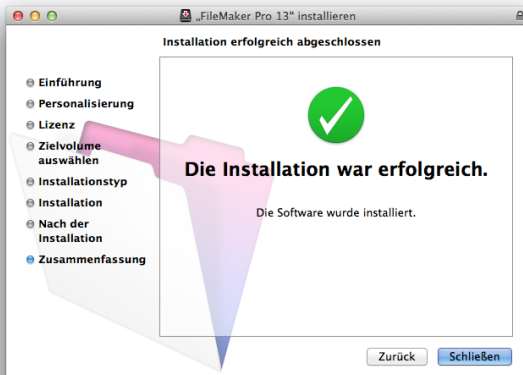 „FileMaker Pro 13“ installieren
Installation erfolgreich abgeschlossen
Einführung
Personalisierung
Lizenz
Zielvolume
auswählen
Installationstyp
Installation
Nach der
Installation
Zusammenfassung
Die Installation war erfolgreich.
Die Software wurde installiert.
Zurück
Schließen